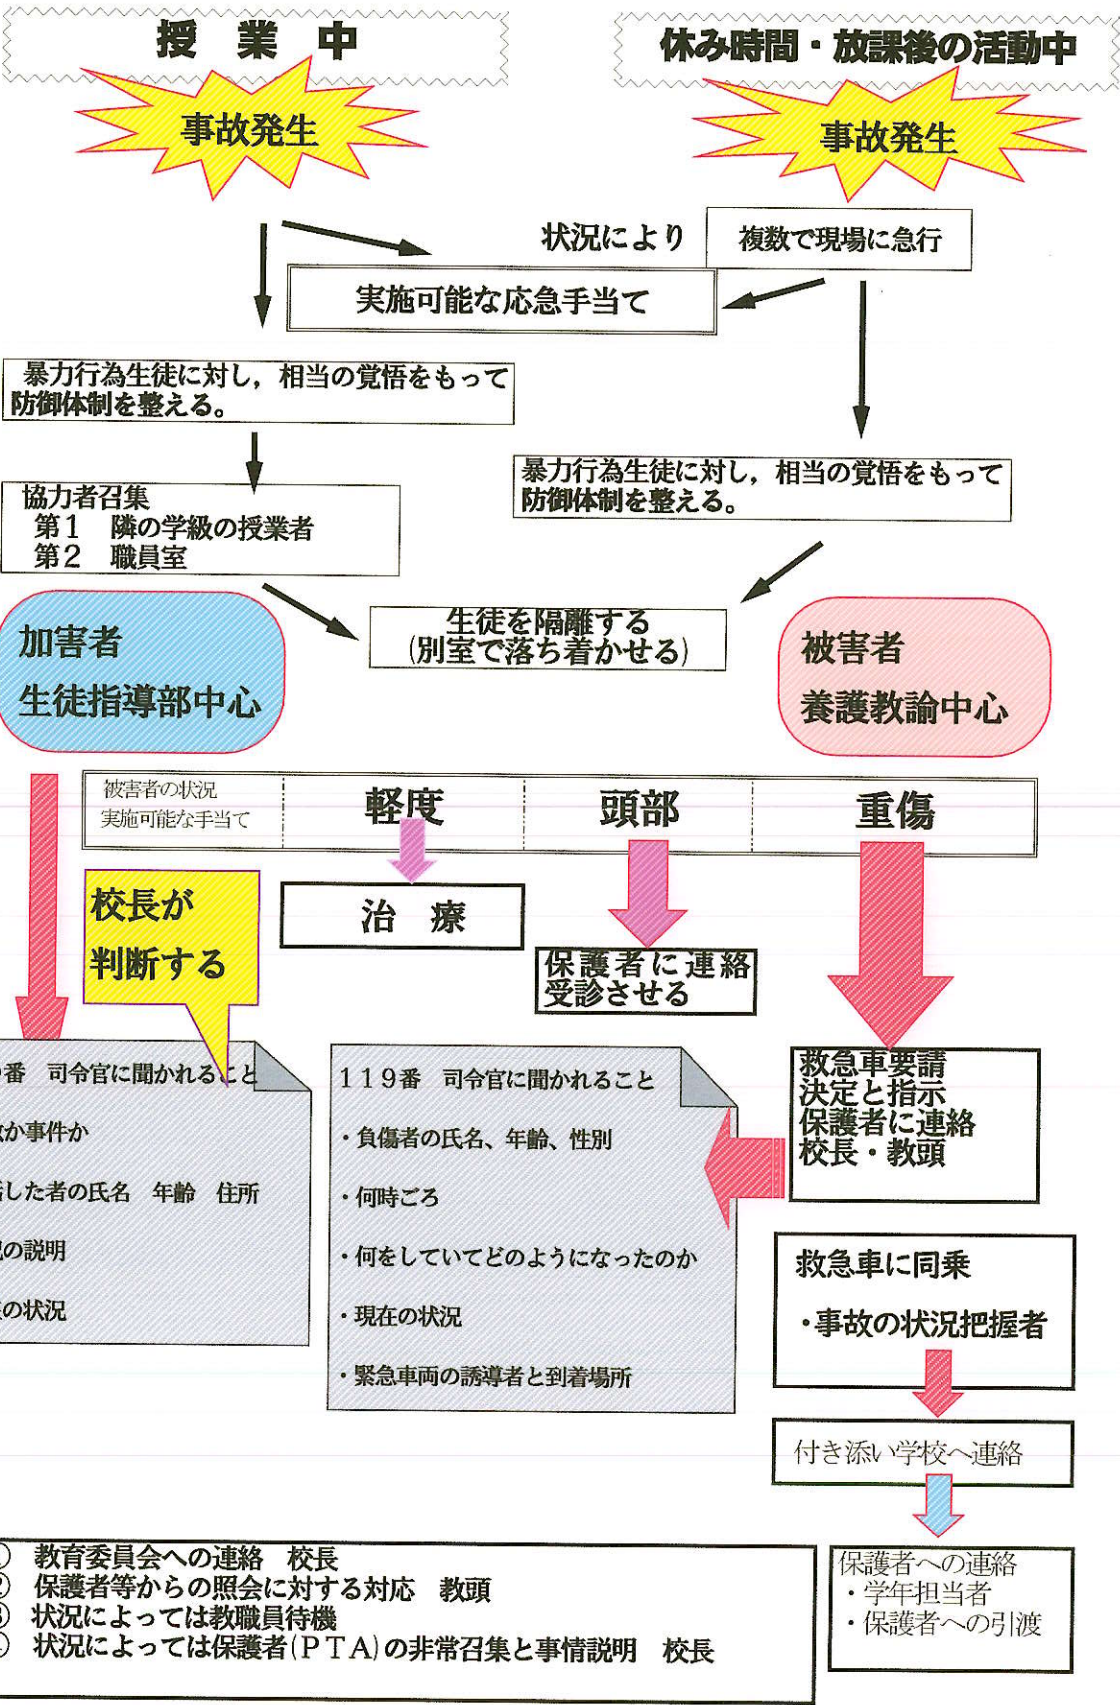 授業中
休み時間・放課後の活動中
事故発生
事故発生
状況により
複数で現場に急行
実施可能な応急手当て
暴力行為生徒に対し，相当の覚悟をもって
防御体制を整える。
協力者召集
第１　隣の学級の授業者
第２　職員室
暴力行為生徒に対し，相当の覚悟をもって
防御体制を整える。
生徒を隔離する
(別室で落ち着かせる)
加害者
生徒指導部中心
被害者
養護教諭中心
被害者の状況
実施可能な手当て
軽度
頭部
重傷
校長が
判断する
治　療
保護者に連絡
受診させる
救急車要請
決定と指示
保護者に連絡
校長・教頭
番　司令官に聞かれること
か事件か
した者の氏名　年齢　住所
の説明
の状況
１１９番　司令官に聞かれること
・負傷者の氏名、年齢、性別
・何時ごろ
・何をしていてどのようになったのか
・現在の状況
・緊急車両の誘導者と到着場所
救急車に同乗
・事故の状況把握者
付き添い学校へ連絡
保護者への連絡
・学年担当者
・保護者への引渡
教育委員会への連絡　校長
保護者等からの照会に対する対応　教頭
状況によっては教職員待機
状況によっては保護者(ＰＴＡ)の非常召集と事情説明　校長